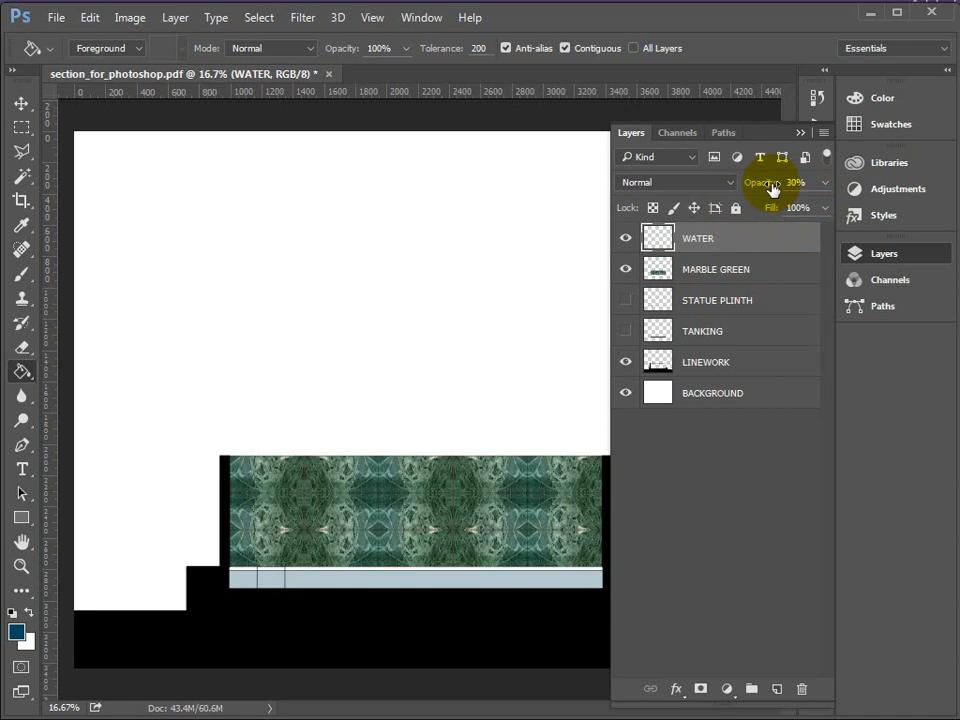 Ps File Edit Image Layer Type Select Filter 3D View Window Help
Foreground Mode: Normal Opacity: 100% Tolerance: 200 Anti-alias Contiguous All Layers Essentials
section_for_photoshop.pdf @ 16.7% (WATER, RGB/8) *
0 200 400 600 800 1000 1200 1400 1600 1800 2000 2200 2400 2600 2800 3000 3200 3400 3600 3800 4000 4200 4400
Layers Channels Paths
Kind
Normal Opacity: 30%
Lock: Fill: 100%
WATER
MARBLE GREEN
STATUE PLINTH
TANKING
LINEWORK
BACKGROUND
Color
Swatches
Libraries
Adjustments
Styles
Layers
Channels
Paths
16.67% Doc: 43.4M/60.6M